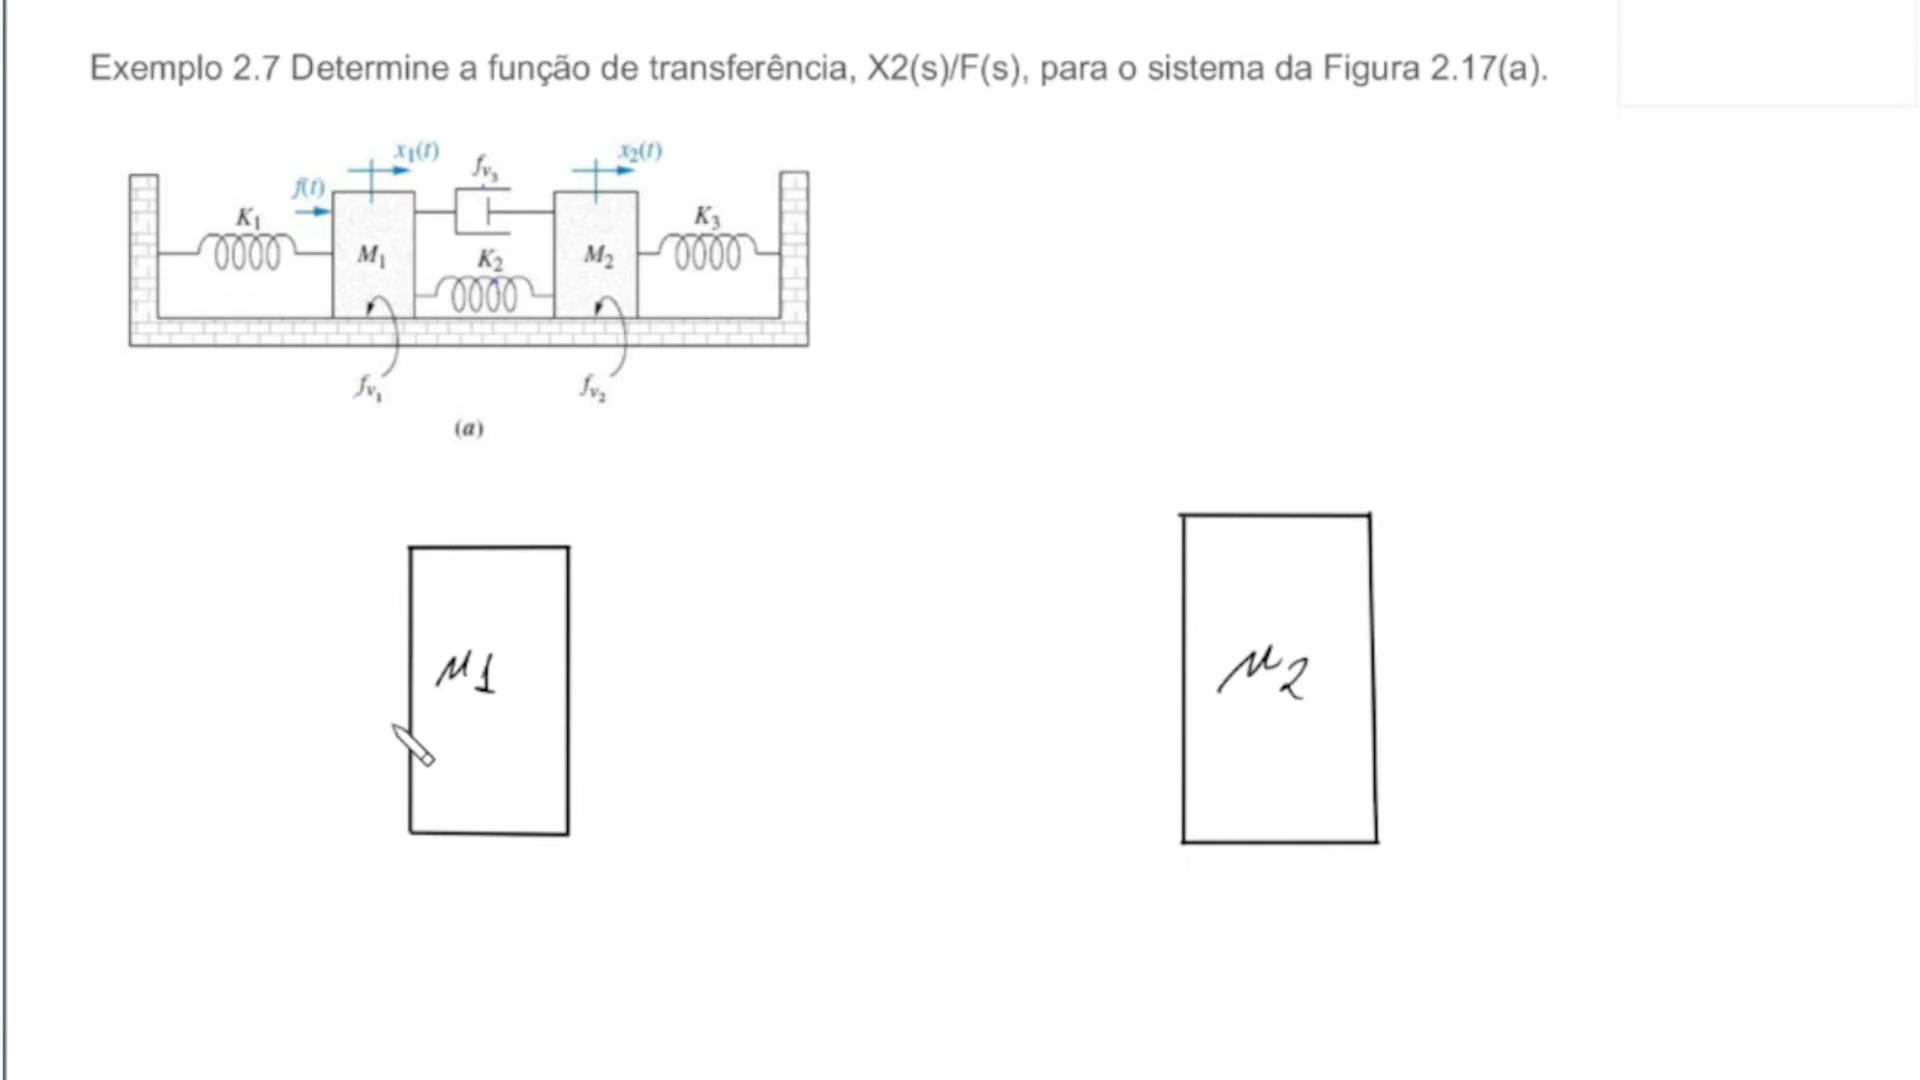 Exemplo 2.7 Determine a função de transferência, X2(s)/F(s), para o sistema da Figura 2.17(a).
x₁(t)
x₂(t)
fᵥ₃
f(t)
K₁
K₃
M₁
K₂
M₂
fᵥ₁
fᵥ₂
(a)
M1
M2